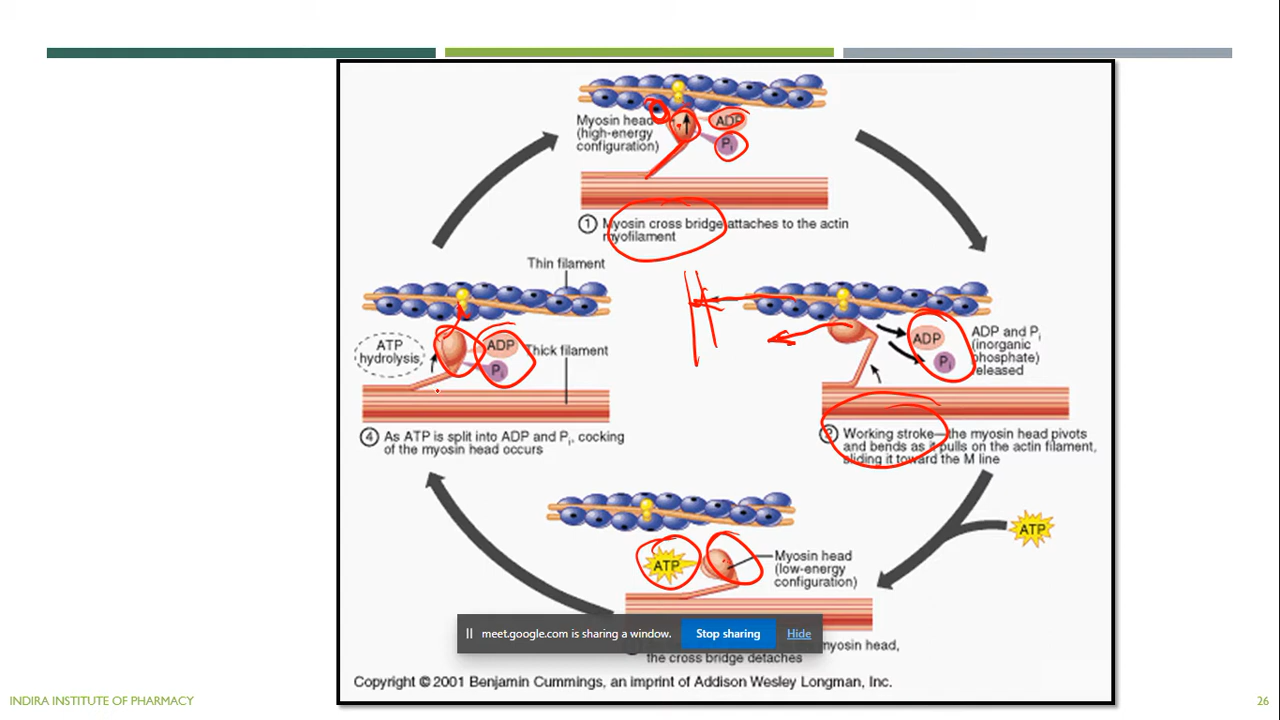 Myosin head
(high-energy
configuration)
ADP
Pi
① Myosin cross bridge attaches to the actin
myofilament
Thin filament
ATP
hydrolysis
ADP
Pi
Thick filament
④ As ATP is split into ADP and Pi, cocking
of the myosin head occurs
ADP
Pi
ADP and Pi
(inorganic
phosphate)
released
② Working stroke—the myosin head pivots
and bends as it pulls on the actin filament,
sliding it toward the M line
ATP
ATP
Myosin head
(low-energy
configuration)
meet.google.com is sharing a window.
Stop sharing
Hide
myosin head,
the cross bridge detaches
Copyright © 2001 Benjamin Cummings, an imprint of Addison Wesley Longman, Inc.
INDIRA INSTITUTE OF PHARMACY
26